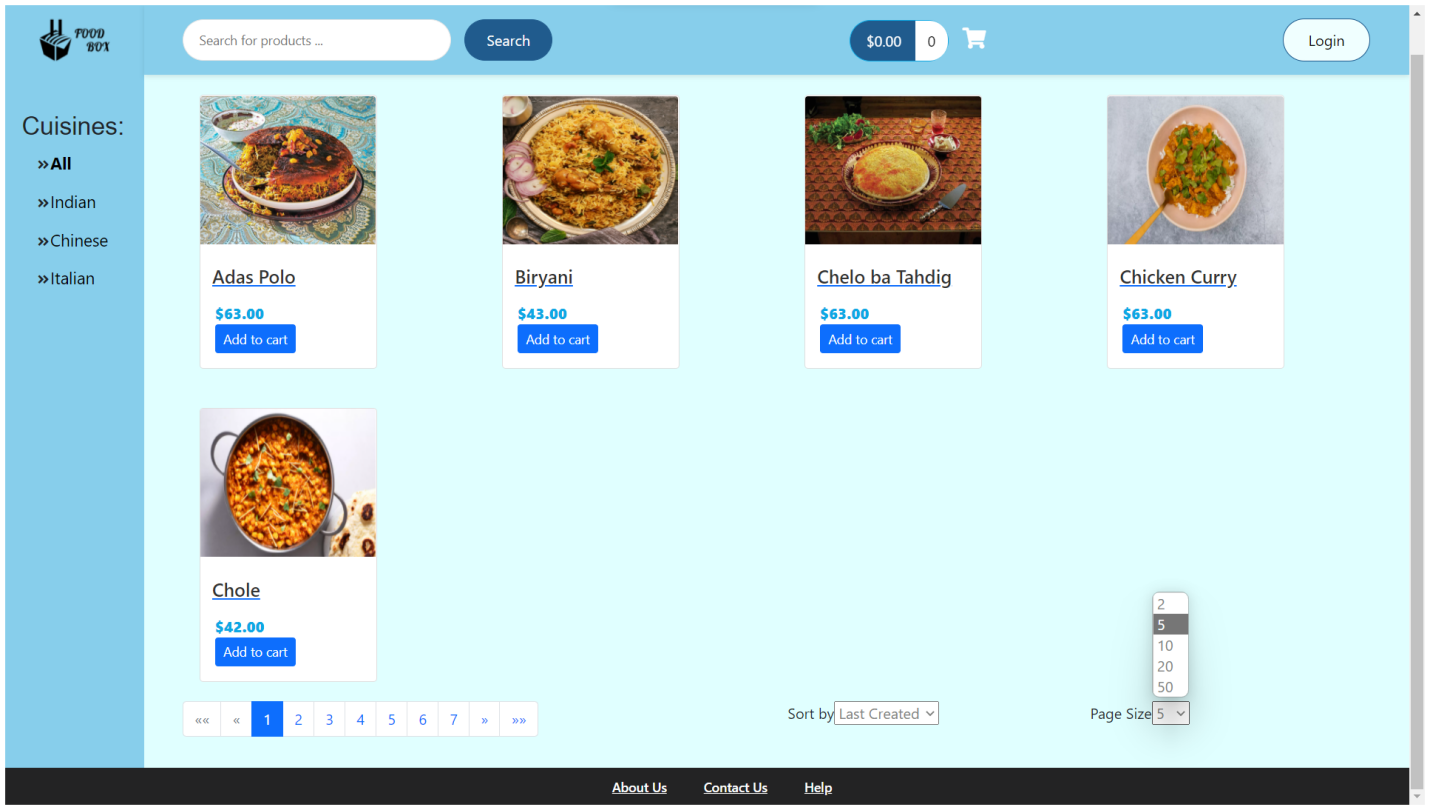 FOOD
BOX
Search for products ...
Search
$0.00 0
Login
Cuisines:
»All
»Indian
»Chinese
»Italian
Adas Polo
$63.00
Add to cart
Biryani
$43.00
Add to cart
Chelo ba Tahdig
$63.00
Add to cart
Chicken Curry
$63.00
Add to cart
Chole
$42.00
Add to cart
«« « 1 2 3 4 5 6 7 » »»
Sort by Last Created
Page Size 5
2
5
10
20
50
About Us Contact Us Help